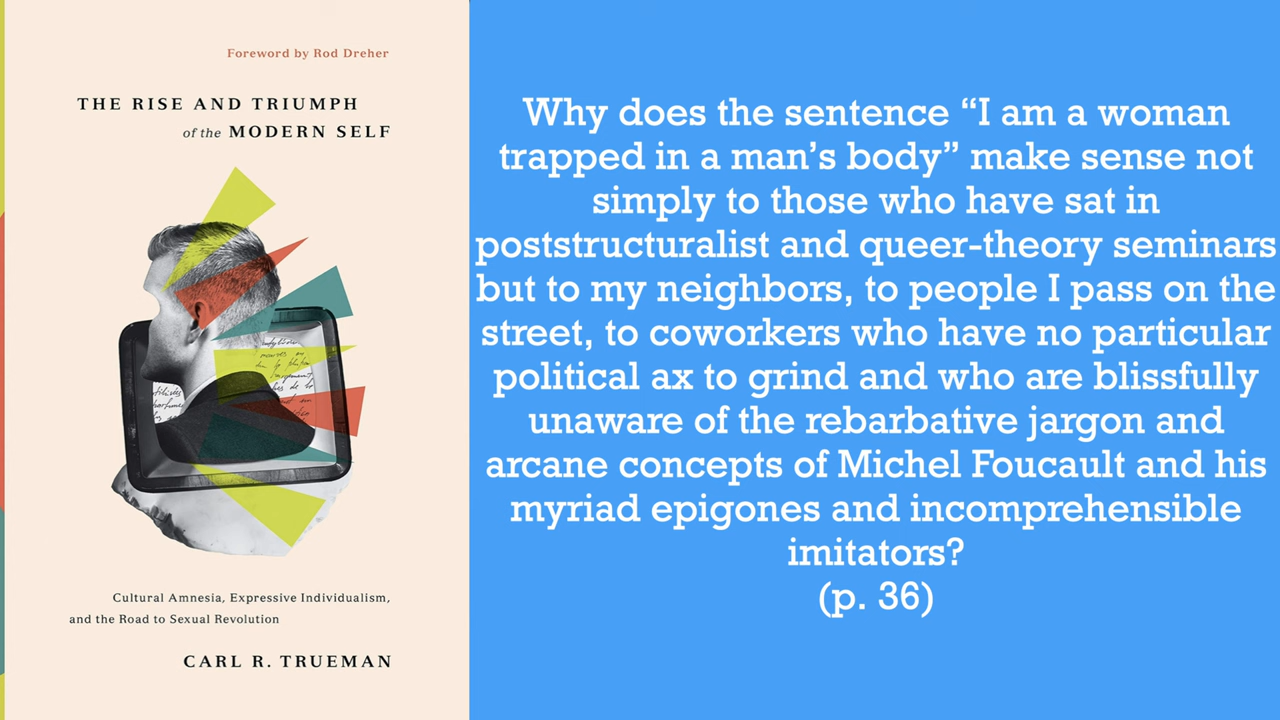 Foreword by Rod Dreher
THE RISE AND TRIUMPH
of the MODERN SELF
Cultural Amnesia, Expressive Individualism,
and the Road to Sexual Revolution
CARL R. TRUEMAN
Why does the sentence “I am a woman
trapped in a man’s body” make sense not
simply to those who have sat in
poststructuralist and queer-theory seminars
but to my neighbors, to people I pass on the
street, to coworkers who have no particular
political ax to grind and who are blissfully
unaware of the rebarbative jargon and
arcane concepts of Michel Foucault and his
myriad epigones and incomprehensible
imitators?
(p. 36)